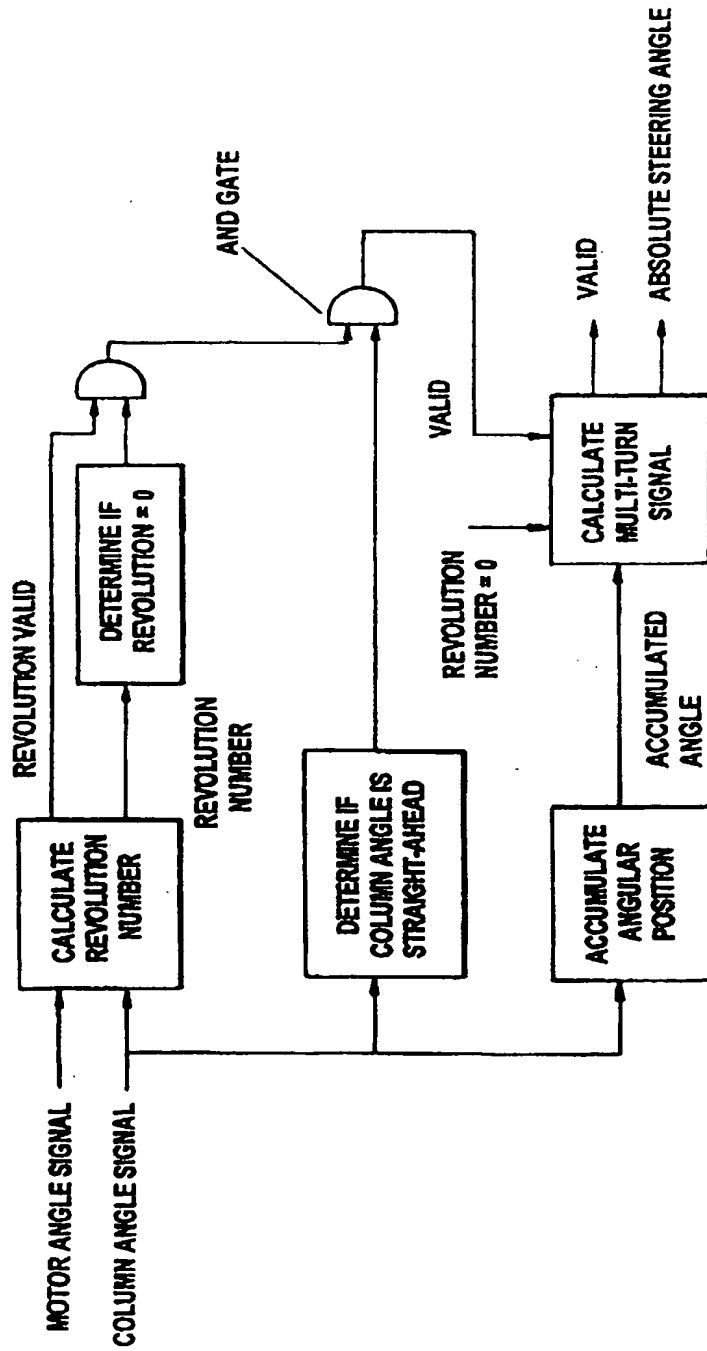 MOTOR ANGLE SIGNAL
COLUMN ANGLE SIGNAL
CALCULATE
REVOLUTION
NUMBER
REVOLUTION VALID
REVOLUTION
NUMBER
DETERMINE IF
REVOLUTION = 0
AND GATE
DETERMINE IF
COLUMN ANGLE IS
STRAIGHT-AHEAD
REVOLUTION
NUMBER = 0
VALID
ACCUMULATE
ANGULAR
POSITION
ACCUMULATED
ANGLE
CALCULATE
MULTI-TURN
SIGNAL
VALID
ABSOLUTE STEERING ANGLE